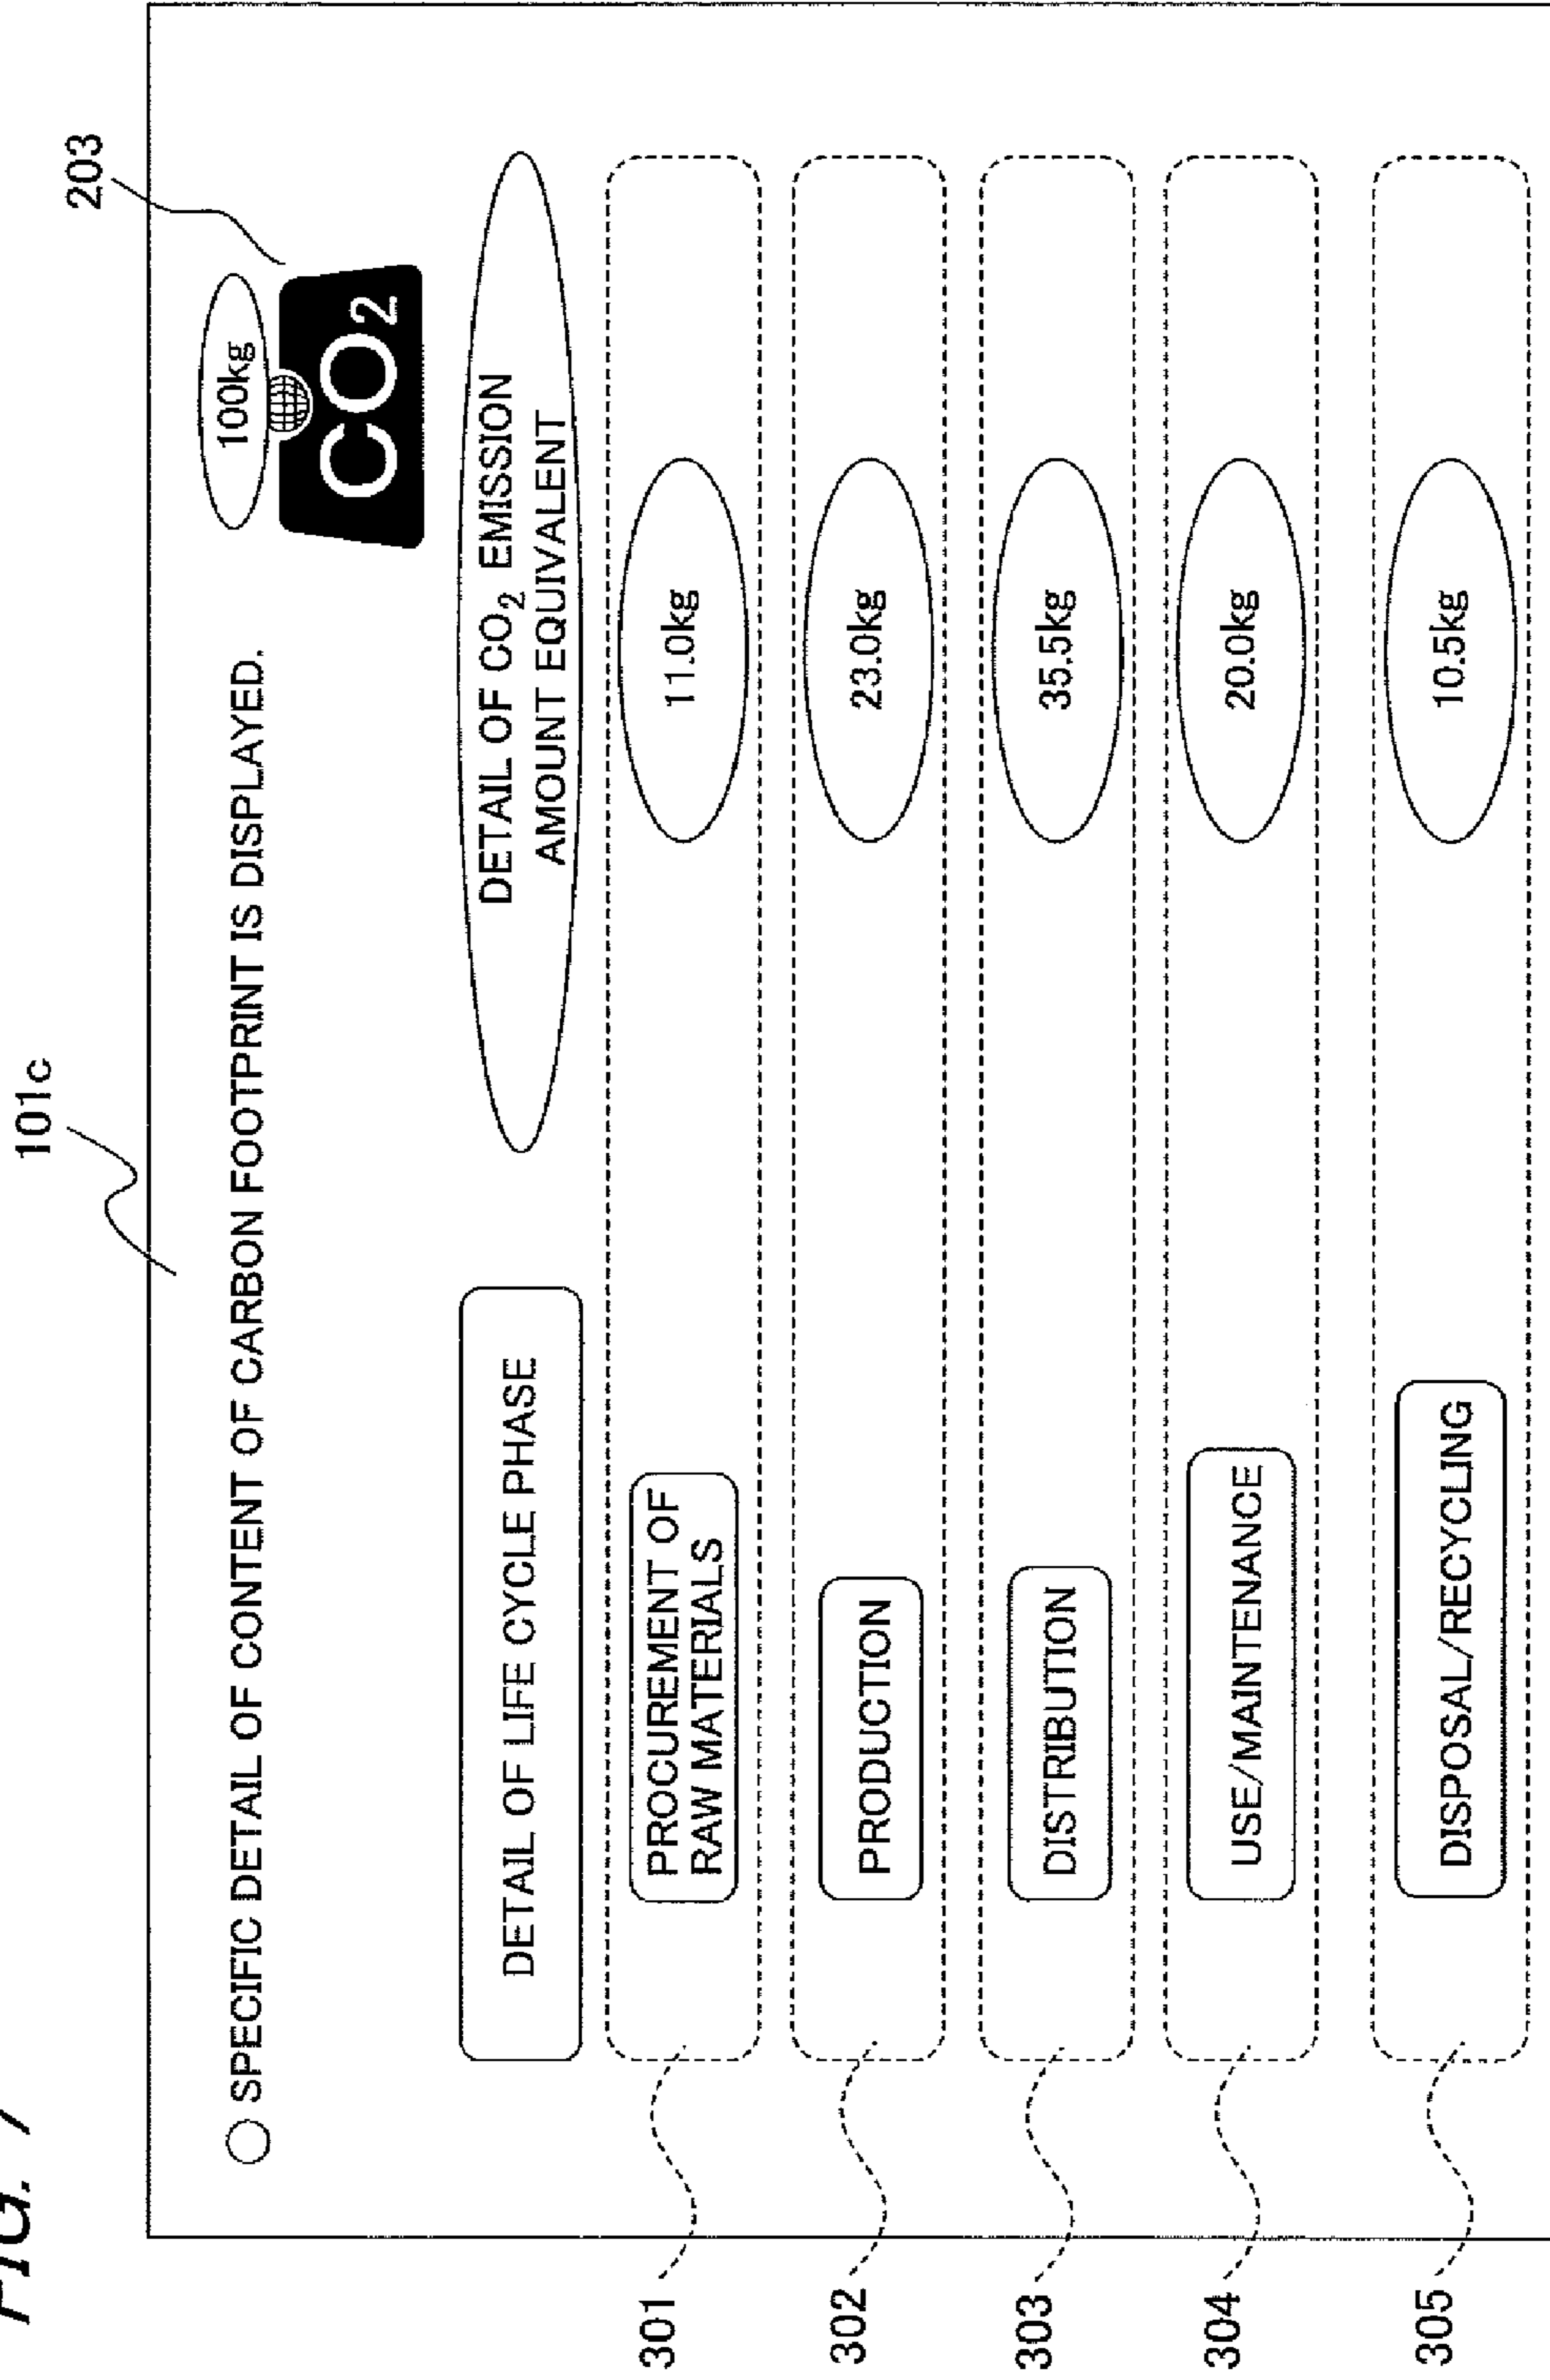 FIG. 7
101c
203
○ SPECIFIC DETAIL OF CONTENT OF CARBON FOOTPRINT IS DISPLAYED.
100kg
CO₂
DETAIL OF LIFE CYCLE PHASE
DETAIL OF CO₂ EMISSION
AMOUNT EQUIVALENT
301
PROCUREMENT OF
RAW MATERIALS
11.0kg
302
PRODUCTION
23.0kg
303
DISTRIBUTION
35.5kg
304
USE/MAINTENANCE
20.0kg
305
DISPOSAL/RECYCLING
10.5kg